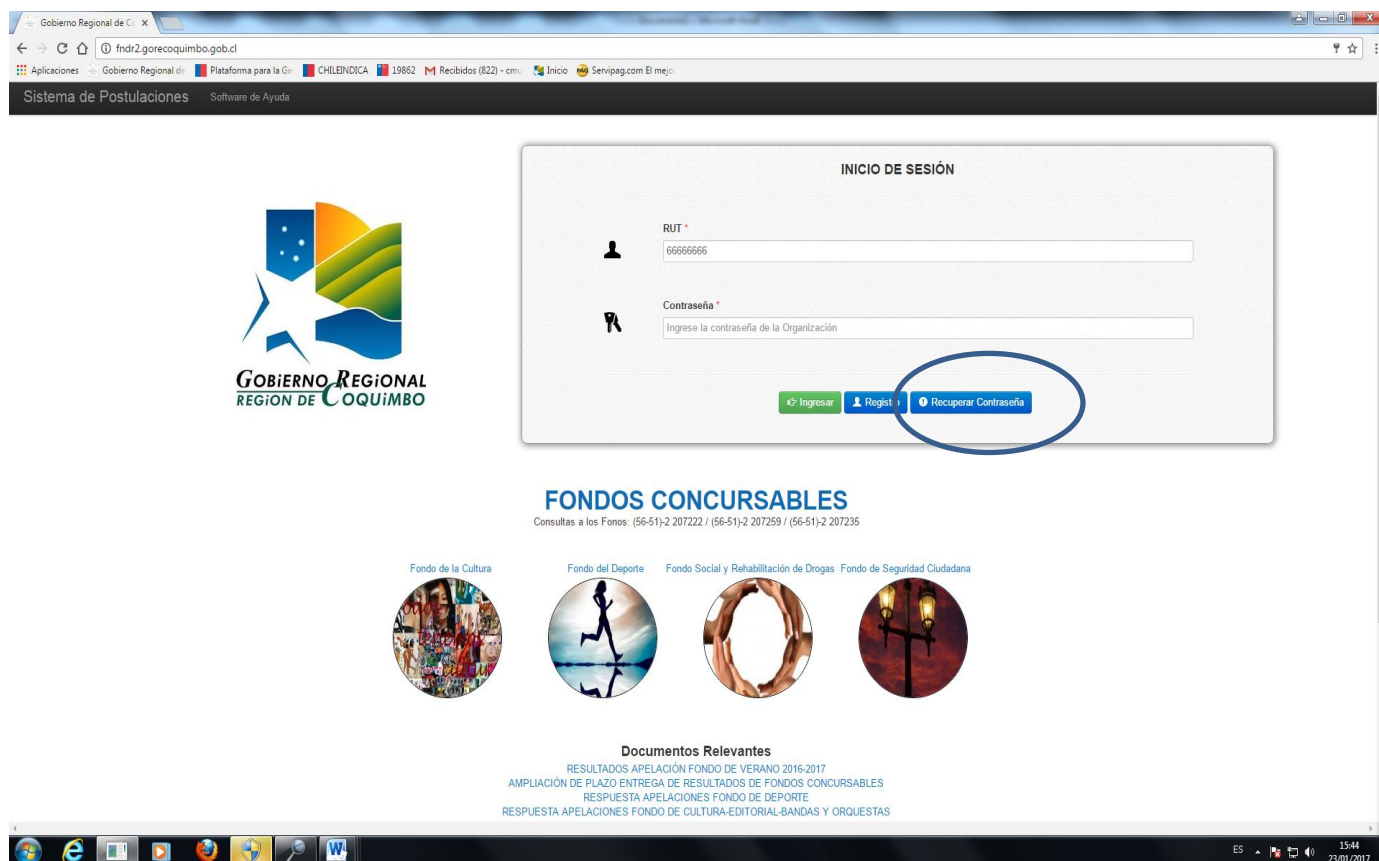 Gobierno Regional de Co
fndr2.gorecoquimbo.gob.cl
Aplicaciones Gobierno Regional de Plataforma para la Ge CHILEINDICA 19862 Recibidos (822) - cmu Inicio Servipag.com El mejo
Sistema de Postulaciones Software de Ayuda
INICIO DE SESIÓN
RUT *
66666666
Contraseña *
Ingrese la contraseña de la Organización
Ingresar Registro Recuperar Contraseña
GOBiERNO REGiONAL
REGiON DE COQUiMBO
FONDOS CONCURSABLES
Consultas a los Fonos: (56-51)-2 207222 / (56-51)-2 207259 / (56-51)-2 207235
Fondo de la Cultura Fondo del Deporte Fondo Social y Rehabilitación de Drogas Fondo de Seguridad Ciudadana
Documentos Relevantes
RESULTADOS APELACIÓN FONDO DE VERANO 2016-2017
AMPLIACIÓN DE PLAZO ENTREGA DE RESULTADOS DE FONDOS CONCURSABLES
RESPUESTA APELACIONES FONDO DE DEPORTE
RESPUESTA APELACIONES FONDO DE CULTURA-EDITORIAL-BANDAS Y ORQUESTAS
ES 15:44
23/01/2017